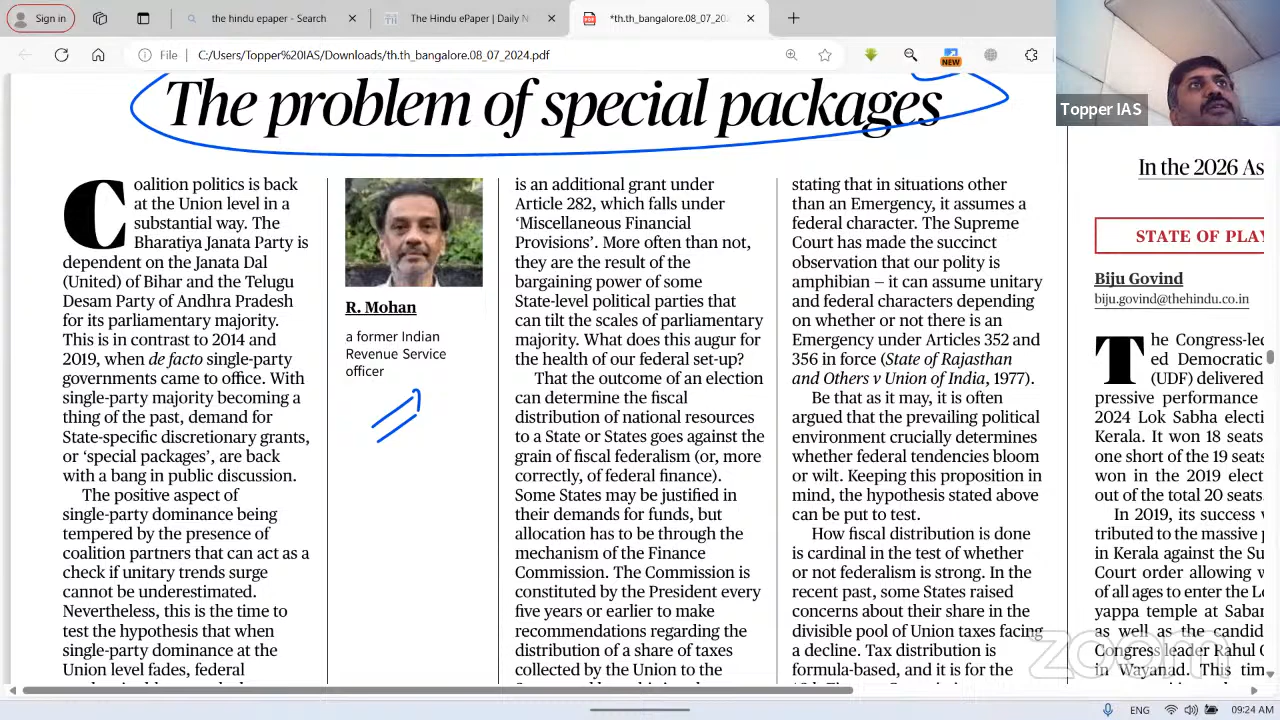 Sign in
the hindu epaper - Search
The Hindu ePaper | Daily N
*th.th_bangalore.08_07_202
File
C:/Users/Topper%20IAS/Downloads/th.th_bangalore.08_07_2024.pdf
NEW
Topper IAS
The problem of special packages
Coalition politics is back
at the Union level in a
substantial way. The
Bharatiya Janata Party is
dependent on the Janata Dal
(United) of Bihar and the Telugu
Desam Party of Andhra Pradesh
for its parliamentary majority.
This is in contrast to 2014 and
2019, when de facto single-party
governments came to office. With
single-party majority becoming a
thing of the past, demand for
State-specific discretionary grants,
or ‘special packages’, are back
with a bang in public discussion.
The positive aspect of
single-party dominance being
tempered by the presence of
coalition partners that can act as a
check if unitary trends surge
cannot be underestimated.
Nevertheless, this is the time to
test the hypothesis that when
single-party dominance at the
Union level fades, federal
R. Mohan
a former Indian
Revenue Service
officer
is an additional grant under
Article 282, which falls under
‘Miscellaneous Financial
Provisions’. More often than not,
they are the result of the
bargaining power of some
State-level political parties that
can tilt the scales of parliamentary
majority. What does this augur for
the health of our federal set-up?
That the outcome of an election
can determine the fiscal
distribution of national resources
to a State or States goes against the
grain of fiscal federalism (or, more
correctly, of federal finance).
Some States may be justified in
their demands for funds, but
allocation has to be through the
mechanism of the Finance
Commission. The Commission is
constituted by the President every
five years or earlier to make
recommendations regarding the
distribution of a share of taxes
collected by the Union to the
stating that in situations other
than an Emergency, it assumes a
federal character. The Supreme
Court has made the succinct
observation that our polity is
amphibian – it can assume unitary
and federal characters depending
on whether or not there is an
Emergency under Articles 352 and
356 in force (State of Rajasthan
and Others v Union of India, 1977).
Be that as it may, it is often
argued that the prevailing political
environment crucially determines
whether federal tendencies bloom
or wilt. Keeping this proposition in
mind, the hypothesis stated above
can be put to test.
How fiscal distribution is done
is cardinal in the test of whether
or not federalism is strong. In the
recent past, some States raised
concerns about their share in the
divisible pool of Union taxes facing
a decline. Tax distribution is
formula-based, and it is for the
In the 2026 As
STATE OF PLAY
Biju Govind
biju.govind@thehindu.co.in
The Congress-led
ed Democratic
(UDF) delivered
pressive performance
2024 Lok Sabha electi
Kerala. It won 18 seats
one short of the 19 seats
won in the 2019 elect
out of the total 20 seats.
In 2019, its success w
tributed to the massive p
in Kerala against the Su
Court order allowing w
of all ages to enter the Lo
yappa temple at Sabar
as well as the candid
Congress leader Rahul G
in Wayanad. This tim
zoom
ENG
09:24 AM